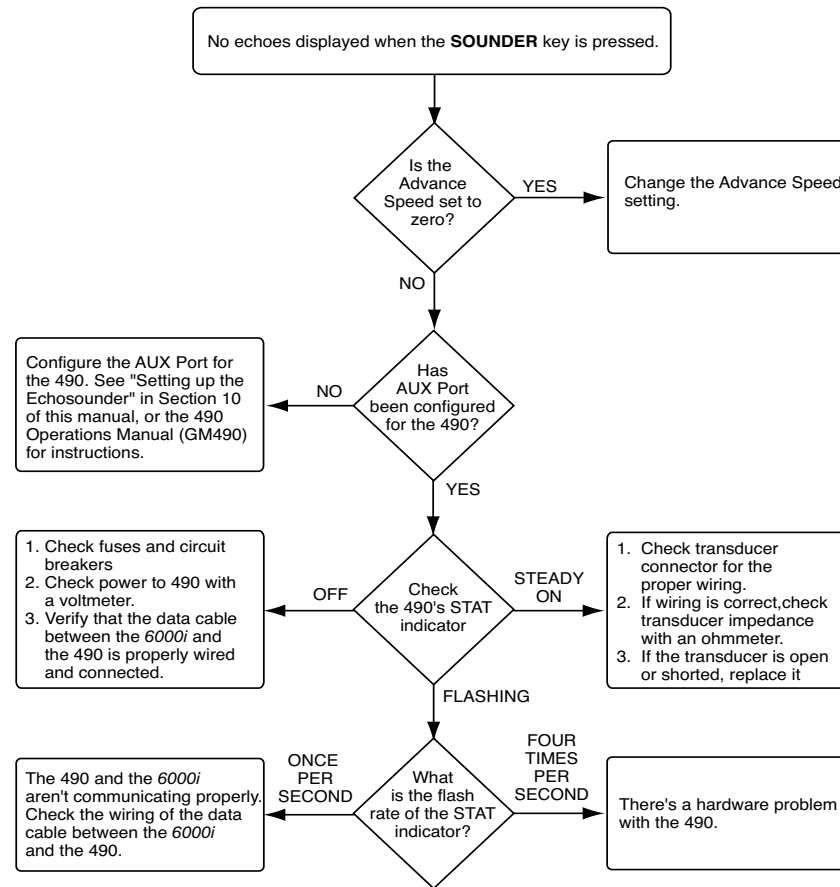 No echoes displayed when the SOUNDER key is pressed.
Is the
Advance
Speed set to
zero?
YES
Change the Advance Speed
setting.
NO
Has
AUX Port
been configured
for the 490?
NO
Configure the AUX Port for
the 490. See "Setting up the
Echosounder" in Section 10
of this manual, or the 490
Operations Manual (GM490)
for instructions.
YES
Check
the 490's STAT
indicator
OFF
1. Check fuses and circuit
breakers
2. Check power to 490 with
a voltmeter.
3. Verify that the data cable
between the 6000i and
the 490 is properly wired
and connected.
STEADY
ON
1. Check transducer
connector for the
proper wiring.
2. If wiring is correct,check
transducer impedance
with an ohmmeter.
3. If the transducer is open
or shorted, replace it
FLASHING
What
is the flash
rate of the STAT
indicator?
ONCE
PER
SECOND
The 490 and the 6000i
aren't communicating properly.
Check the wiring of the data
cable between the 6000i
and the 490.
FOUR
TIMES
PER
SECOND
There's a hardware problem
with the 490.